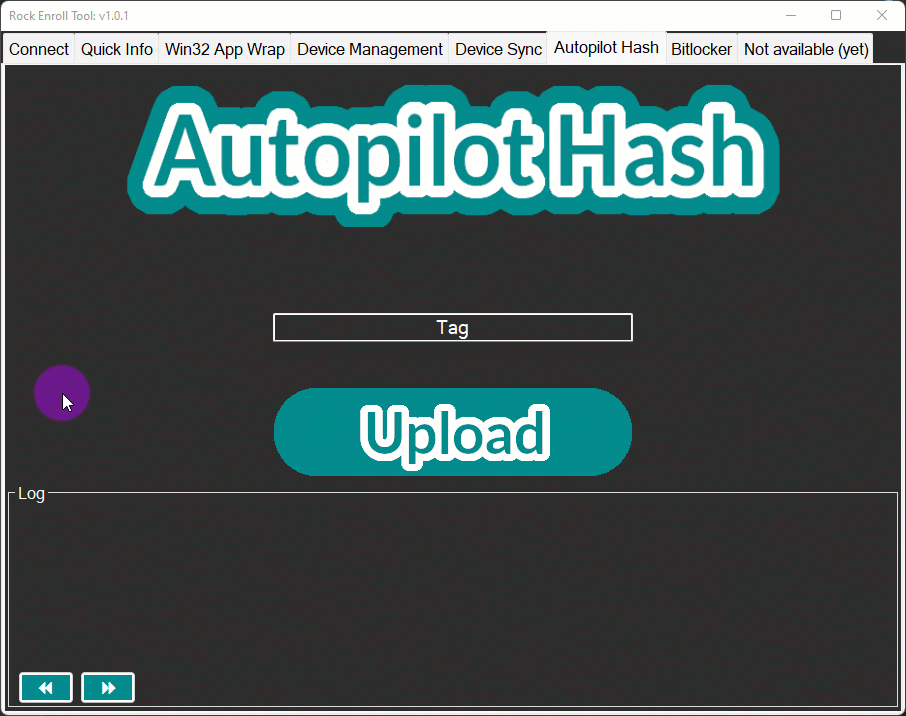 Rock Enroll Tool: v1.0.1
Connect Quick Info Win32 App Wrap Device Management Device Sync Autopilot Hash Bitlocker Not available (yet)
Autopilot Hash
Tag
Upload
Log